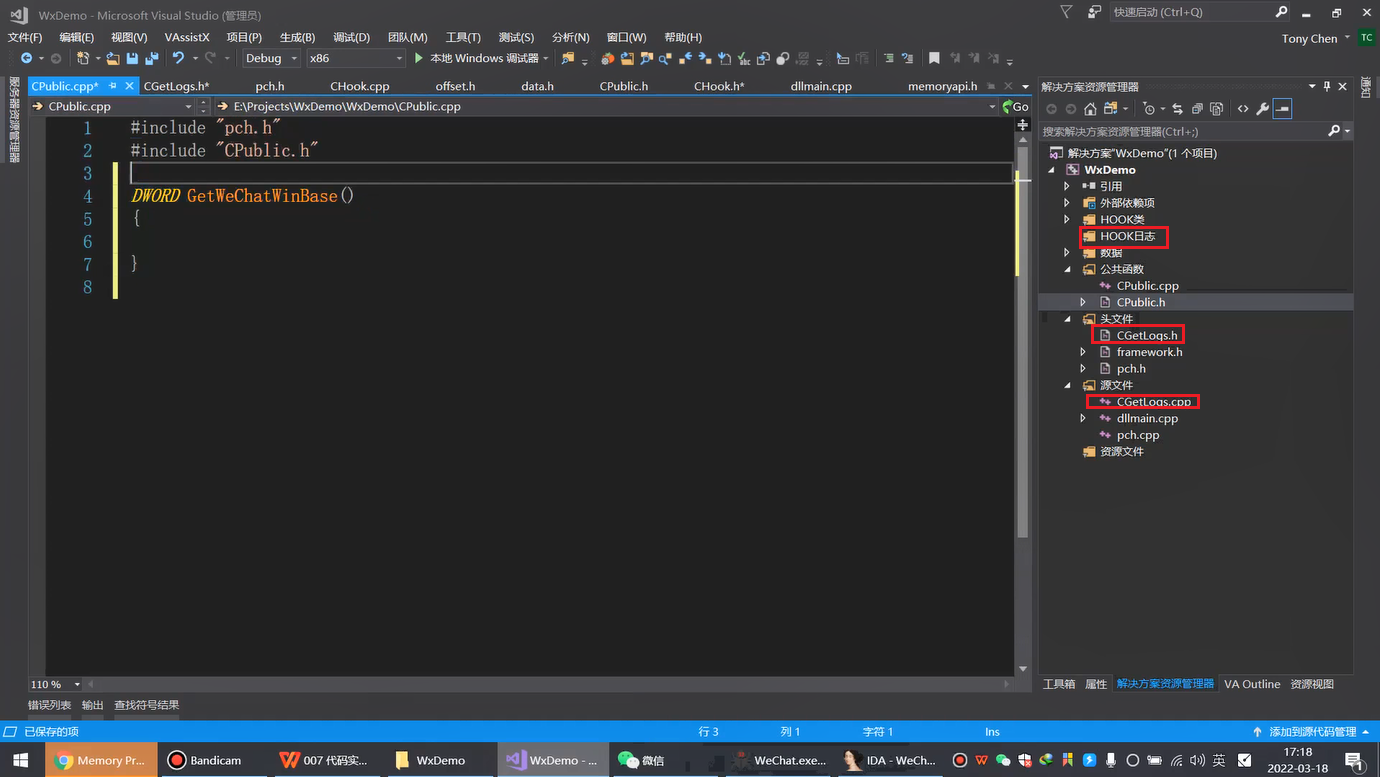 WxDemo - Microsoft Visual Studio (管理员)
快速启动 (Ctrl+Q)
文件(F) 编辑(E) 视图(V) VAssistX 项目(P) 生成(B) 调试(D) 团队(M) 工具(T) 测试(S) 分析(N) 窗口(W) 帮助(H)
Tony Chen TC
Debug x86 本地 Windows 调试器
CPublic.cpp* CGetLogs.h* pch.h CHook.cpp offset.h data.h CPublic.h CHook.h* dllmain.cpp memoryapi.h
CPublic.cpp E:\Projects\WxDemo\WxDemo\CPublic.cpp Go
服务器资源管理器
1 #include "pch.h"
2 #include "CPublic.h"
3
4 DWORD GetWeChatWinBase()
5 {
6
7 }
8
解决方案资源管理器
搜索解决方案资源管理器(Ctrl+;)
解决方案"WxDemo"(1 个项目)
WxDemo
引用
外部依赖项
HOOK类
HOOK日志
数据
公共函数
CPublic.cpp
CPublic.h
头文件
CGetLogs.h
framework.h
pch.h
源文件
CGetLogs.cpp
dllmain.cpp
pch.cpp
资源文件
通知
110 %
工具箱 属性 解决方案资源管理器 VA Outline 资源视图
错误列表 输出 查找符号结果
已保存的项 行 3 列 1 字符 1 Ins 添加到源代码管理
Memory Pr... Bandicam 007 代码实... WxDemo WxDemo - ... 微信 WeChat.exe... IDA - WeCh... 英 17:18
2022-03-18
1